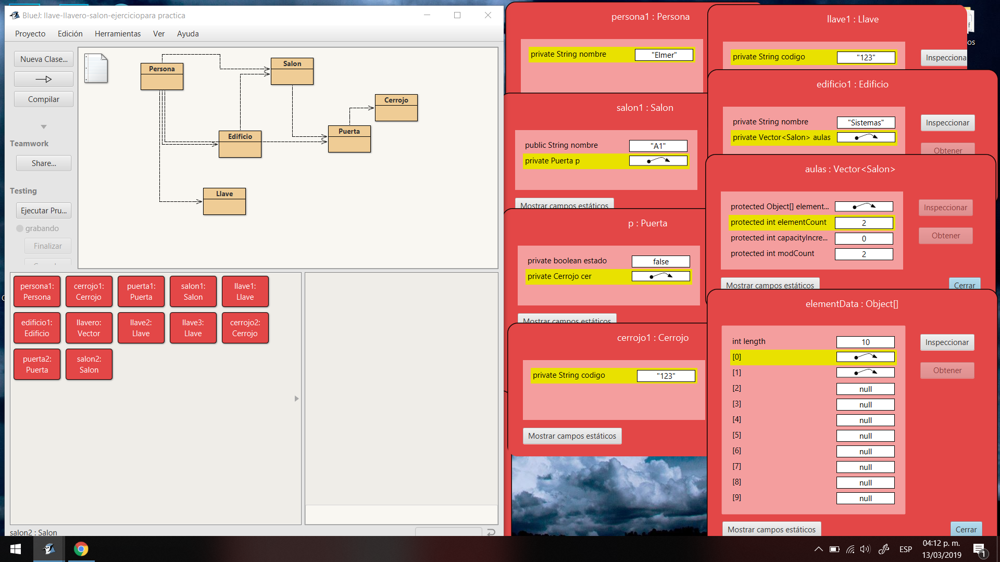 BlueJ: llave-llavero-salon-ejerciciopara practica
Proyecto Edición Herramientas Ver Ayuda
Nueva Clase...
Compilar
Teamwork
Share...
Testing
Ejecutar Pru...
grabando
Finalizar
Persona
Salon
Cerrojo
Edificio
Puerta
Llave
persona1:
Persona
cerrojo1:
Cerrojo
puerta1:
Puerta
salon1:
Salon
llave1:
Llave
edificio1:
Edificio
llavero:
Vector
llave2:
Llave
llave3:
Llave
cerrojo2:
Cerrojo
puerta2:
Puerta
salon2:
Salon
salon2 : Salon
persona1 : Persona
private String nombre "Elmer"
salon1 : Salon
public String nombre "A1"
private Puerta p
Mostrar campos estáticos
p : Puerta
private boolean estado false
private Cerrojo cer
Mostrar campos estáticos
cerrojo1 : Cerrojo
private String codigo "123"
Mostrar campos estáticos
llave1 : Llave
private String codigo "123"
Inspecciona
os
edificio1 : Edificio
private String nombre "Sistemas"
private Vector<Salon> aulas
Inspeccionar
Obtener
aulas : Vector<Salon>
protected Object[] element...
protected int elementCount 2
protected int capacityIncre... 0
protected int modCount 2
Inspeccionar
Obtener
Mostrar campos estáticos
Cerrar
elementData : Object[]
int length 10
[0]
[1]
[2] null
[3] null
[4] null
[5] null
[6] null
[7] null
[8] null
[9] null
Inspeccionar
Obtener
Mostrar campos estáticos
Cerrar
ESP
04:12 p. m.
13/03/2019
1